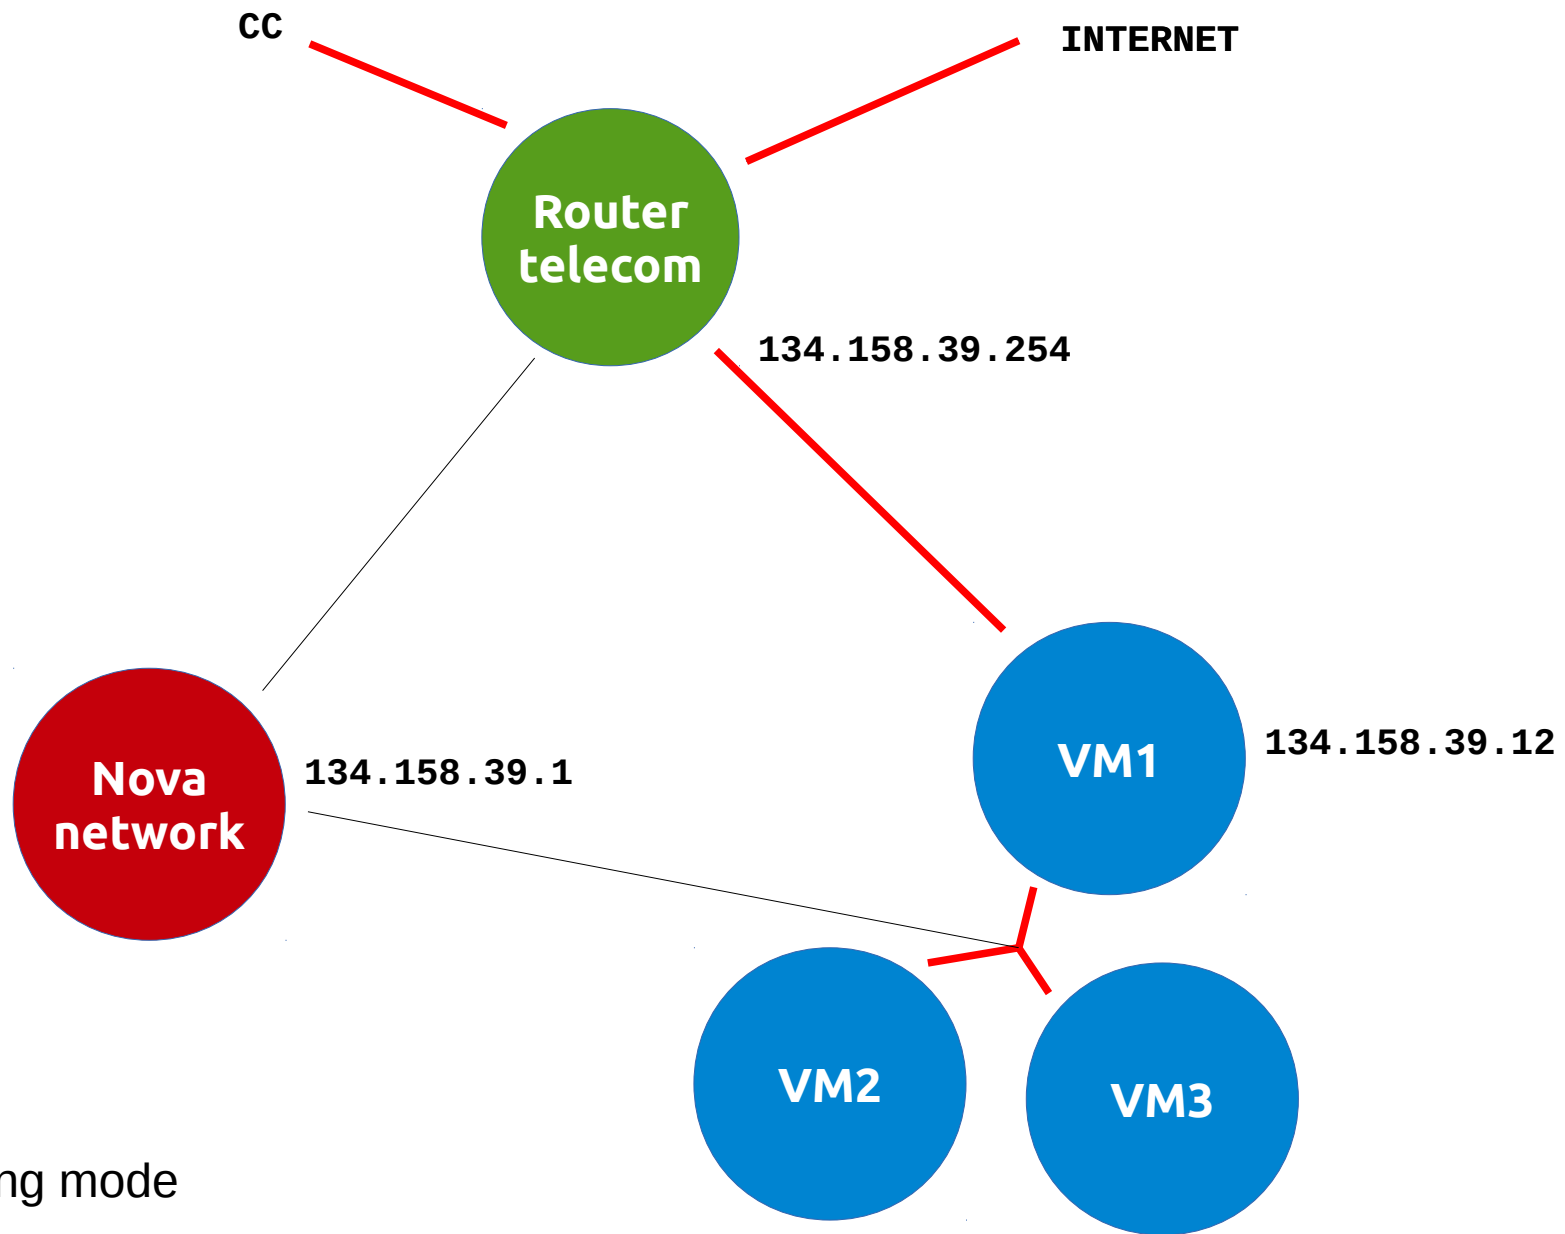 CC
INTERNET
Router
telecom
134.158.39.254
134.158.39.12
VM1
Nova
network
134.158.39.1
VM2
VM3
mode